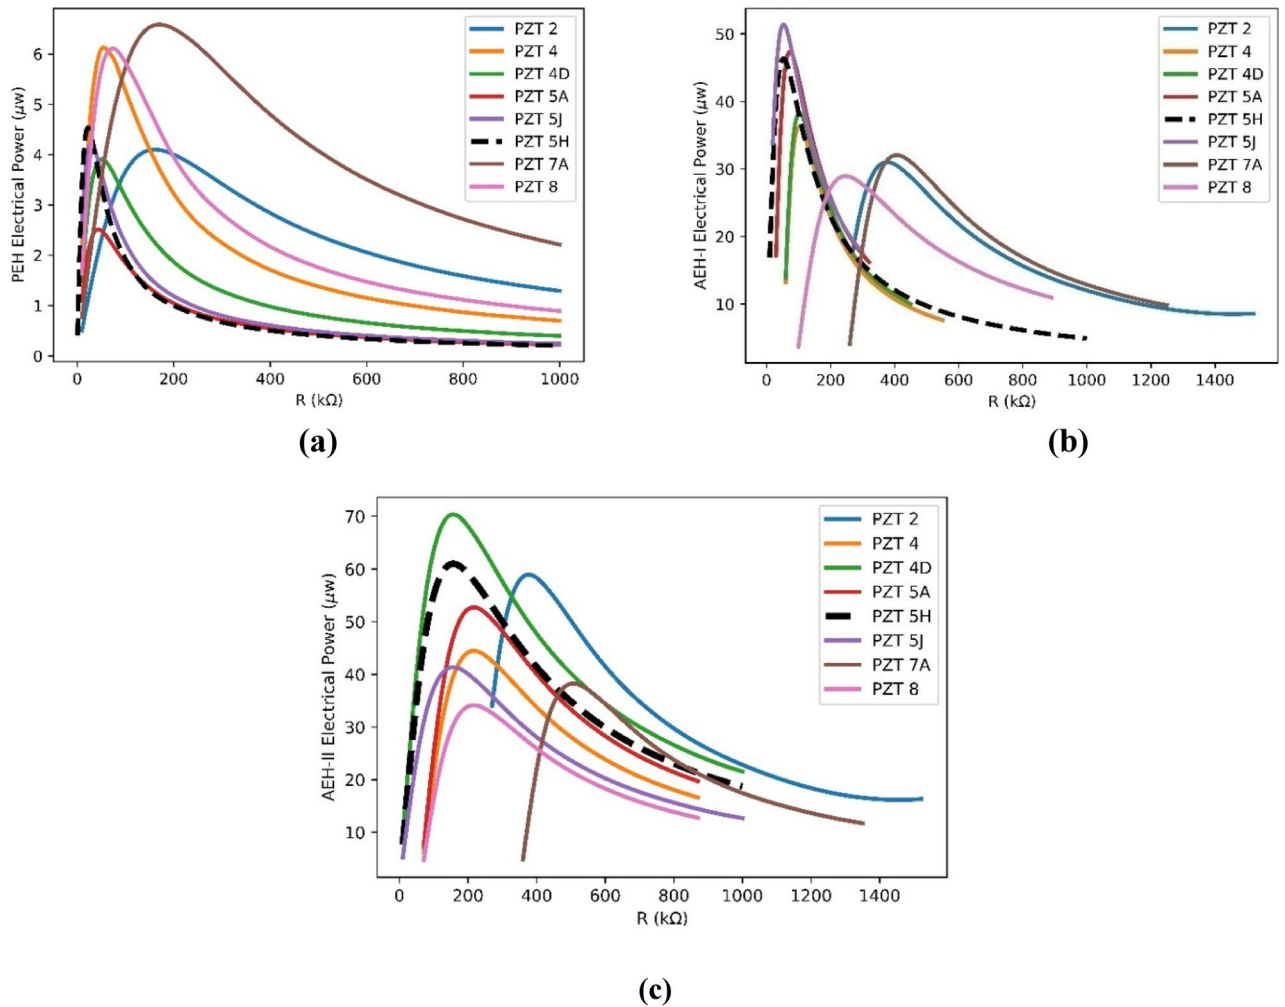 PEH Electrical Power (μw)
6
5
4
3
2
1
0
0 200 400 600 800 1000
R (kΩ)
PZT 2
PZT 4
PZT 4D
PZT 5A
PZT 5J
PZT 5H
PZT 7A
PZT 8
(a)
AEH-I Electrical Power (μw)
50
40
30
20
10
0 200 400 600 800 1000 1200 1400
R (kΩ)
PZT 2
PZT 4
PZT 4D
PZT 5A
PZT 5H
PZT 5J
PZT 7A
PZT 8
(b)
AEH-II Electrical Power (μw)
70
60
50
40
30
20
10
0 200 400 600 800 1000 1200 1400
R (kΩ)
PZT 2
PZT 4
PZT 4D
PZT 5A
PZT 5H
PZT 5J
PZT 7A
PZT 8
(c)